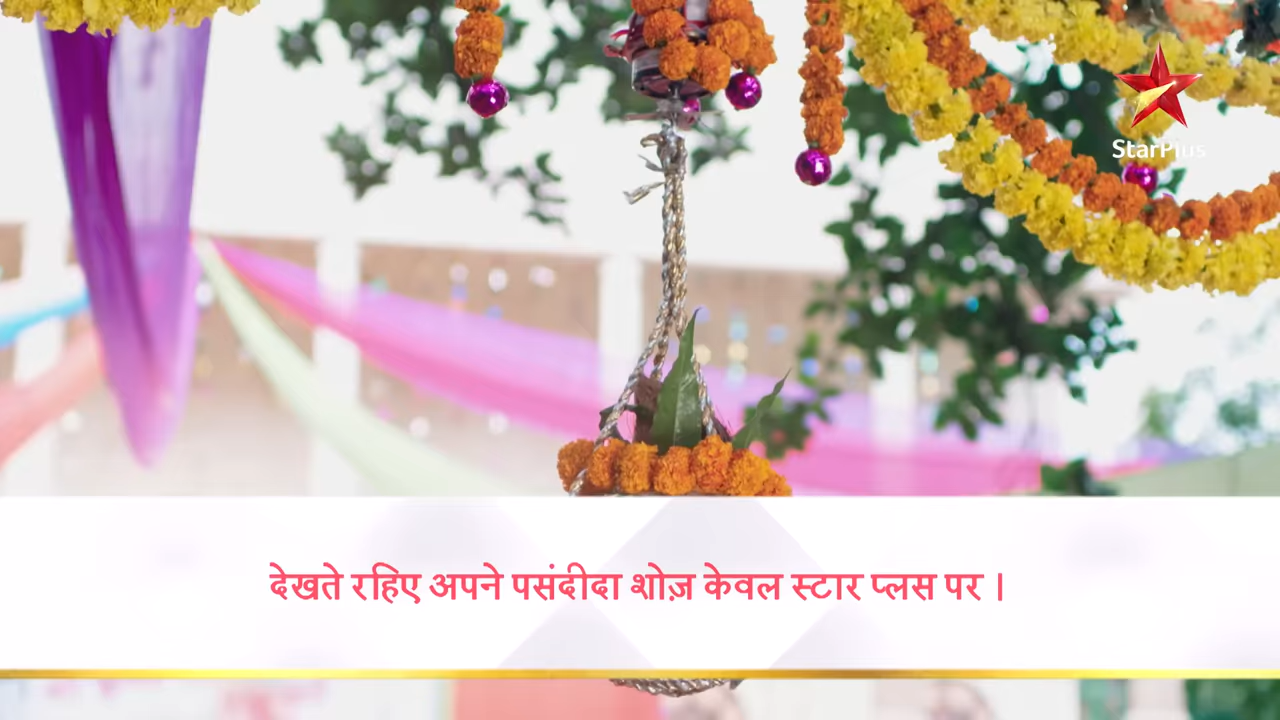 StarPlus
देखते रहिए अपने पसंदीदा शोज़ केवल स्टार प्लस पर ।